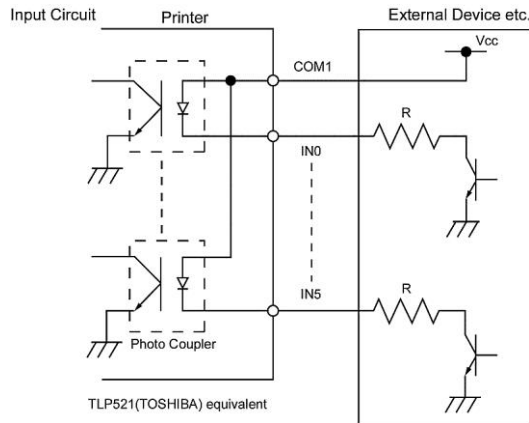 Input Circuit
Printer
External Device etc.
Vcc
COM1
R
IN0
R
IN5
Photo Coupler
TLP521(TOSHIBA) equivalent